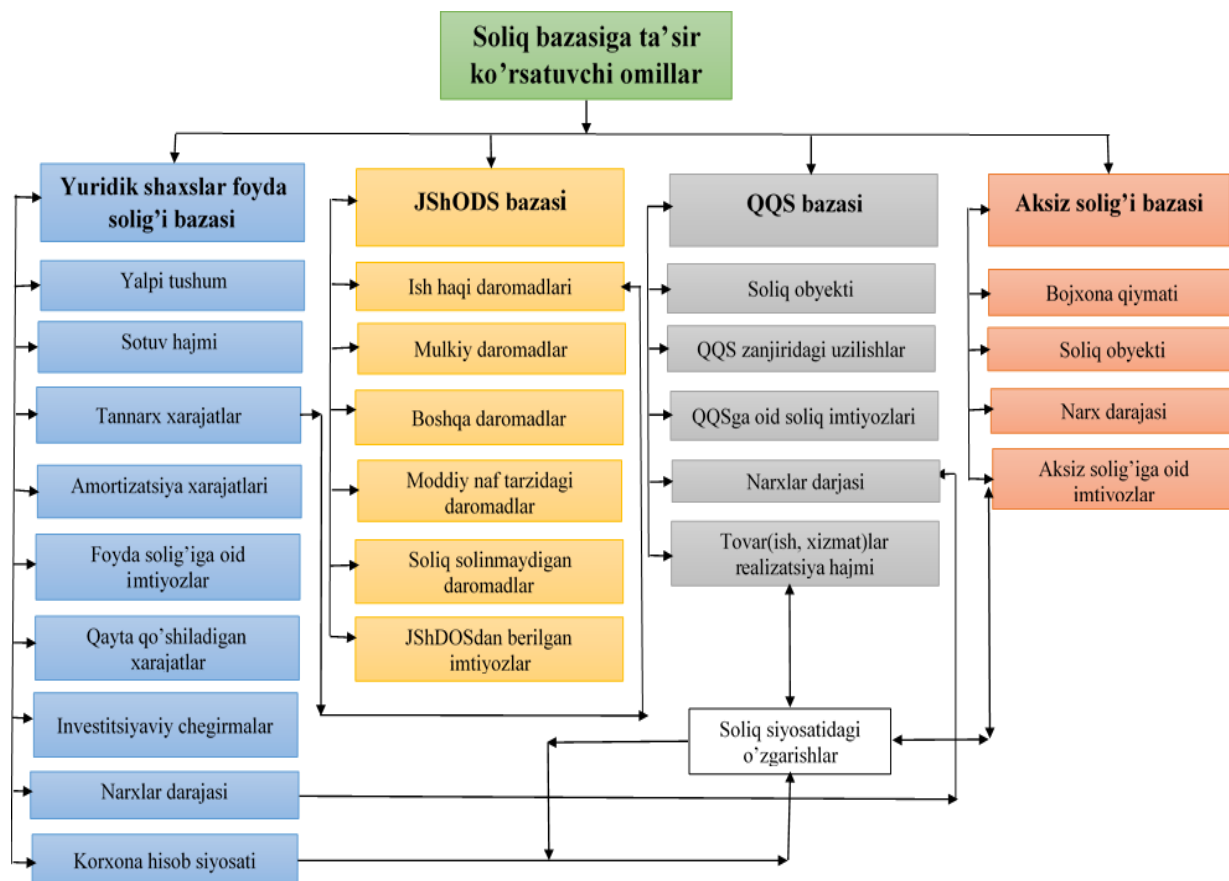 Soliq bazasiga ta’sir
ko’rsatuvchi omillar
Yuridik shaxslar foyda
solig’i bazasi
Yalpi tushum
Sotuv hajmi
Tannarx xarajatlar
Amortizatsiya xarajatlari
Foyda solig’iga oid
imtiyozlar
Qayta qo’shiladigan
xarajatlar
Investitsiyaviy chegirmalar
Narxlar darajasi
Korxona hisob siyosati
JShODS bazasi
Ish haqi daromadlari
Mulkiy daromadlar
Boshqa daromadlar
Moddiy naf tarzidagi
daromadlar
Soliq solinmaydigan
daromadlar
JShDOSdan berilgan
imtiyozlar
QQS bazasi
Soliq obyekti
QQS zanjiridagi uzilishlar
QQSga oid soliq imtiyozlari
Narxlar darjasi
Tovar(ish, xizmat)lar
realizatsiya hajmi
Soliq siyosatidagi
o’zgarishlar
Aksiz solig’i bazasi
Bojxona qiymati
Soliq obyekti
Narx darajasi
Aksiz solig’iga oid
imtiyozlar